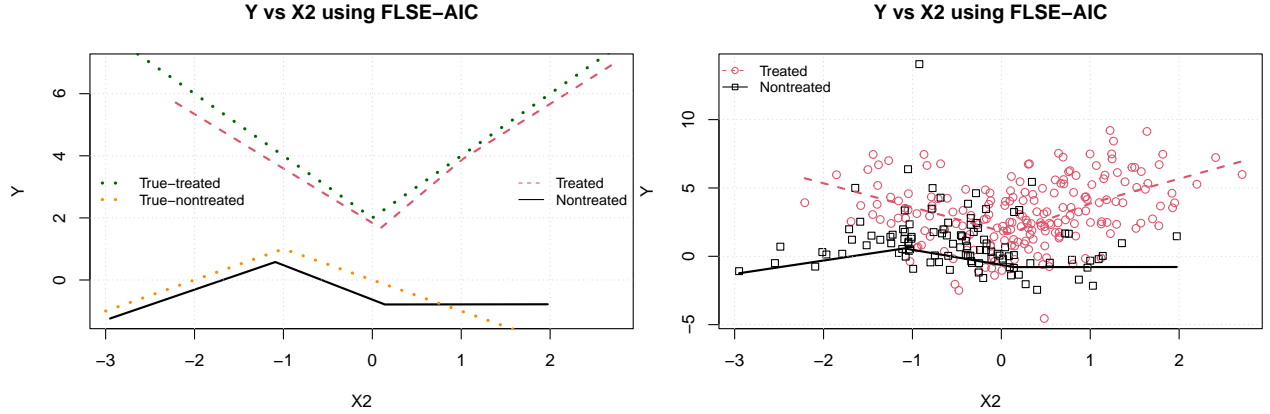 Y vs X2 using FLSE−AIC
6
4
2
0
Y
True−treated
True−nontreated
Treated
Nontreated
−3
−2
−1
0
1
2
X2
Y vs X2 using FLSE−AIC
Treated
Nontreated
10
5
0
−5
Y
−3
−2
−1
0
1
2
X2